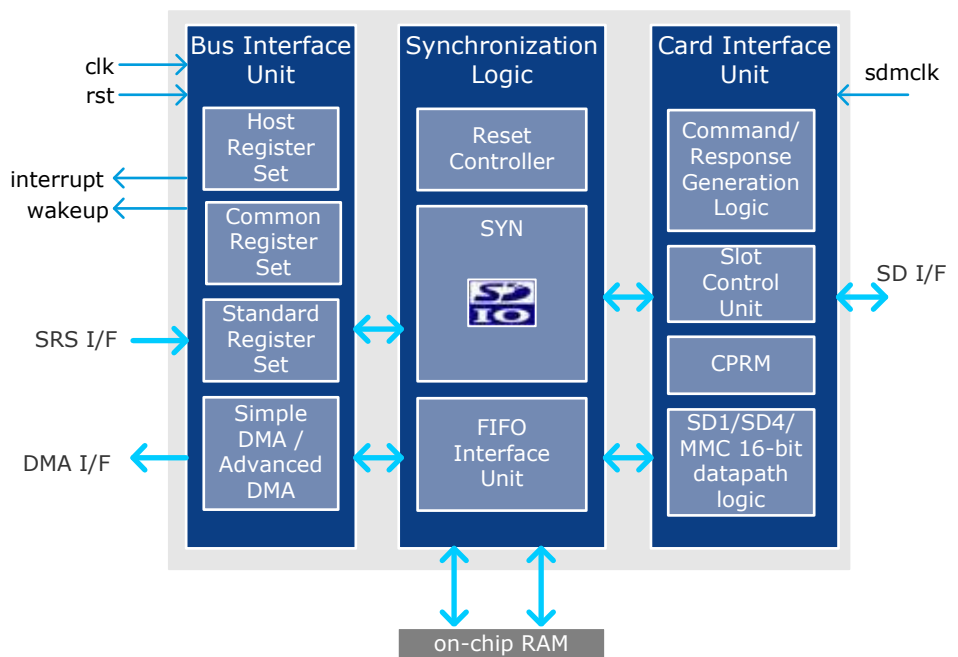 Bus Interface
Unit
Synchronization
Logic
Card Interface
Unit
clk
rst
interrupt
wakeup
SRS I/F
DMA I/F
Host
Register
Set
Common
Register
Set
Standard
Register
Set
Simple
DMA /
Advanced
DMA
Reset
Controller
SYN
SD
IO
FIFO
Interface
Unit
Command/
Response
Generation
Logic
Slot
Control
Unit
CPRM
SD1/SD4/
MMC 16-bit
datapath
logic
sdmclk
SD I/F
on-chip RAM